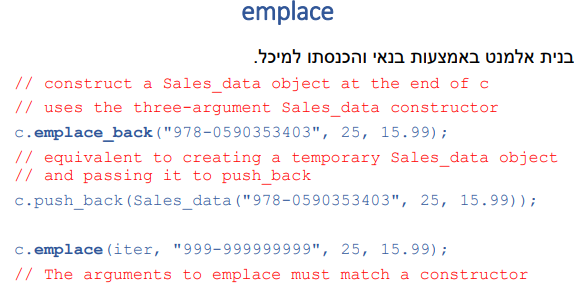 emplace
בנית אלמנט באמצעות בנאי והכנסתו למיכל.
// construct a Sales_data object at the end of c
// uses the three-argument Sales_data constructor
c.emplace_back("978-0590353403", 25, 15.99);
// equivalent to creating a temporary Sales_data object
// and passing it to push_back
c.push_back(Sales_data("978-0590353403", 25, 15.99));
c.emplace(iter, "999-999999999", 25, 15.99);
// The arguments to emplace must match a constructor